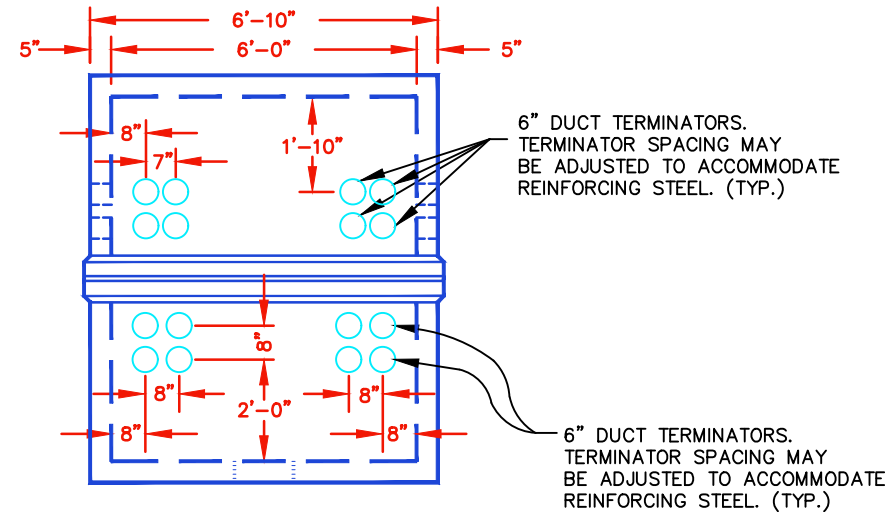 6'-10"
5" 6'-0" 5"
8"
1'-10"
7"
6" DUCT TERMINATORS.
TERMINATOR SPACING MAY
BE ADJUSTED TO ACCOMMODATE
REINFORCING STEEL. (TYP.)
8"
8" 8"
2'-0"
8" 8"
6" DUCT TERMINATORS.
TERMINATOR SPACING MAY
BE ADJUSTED TO ACCOMMODATE
REINFORCING STEEL. (TYP.)